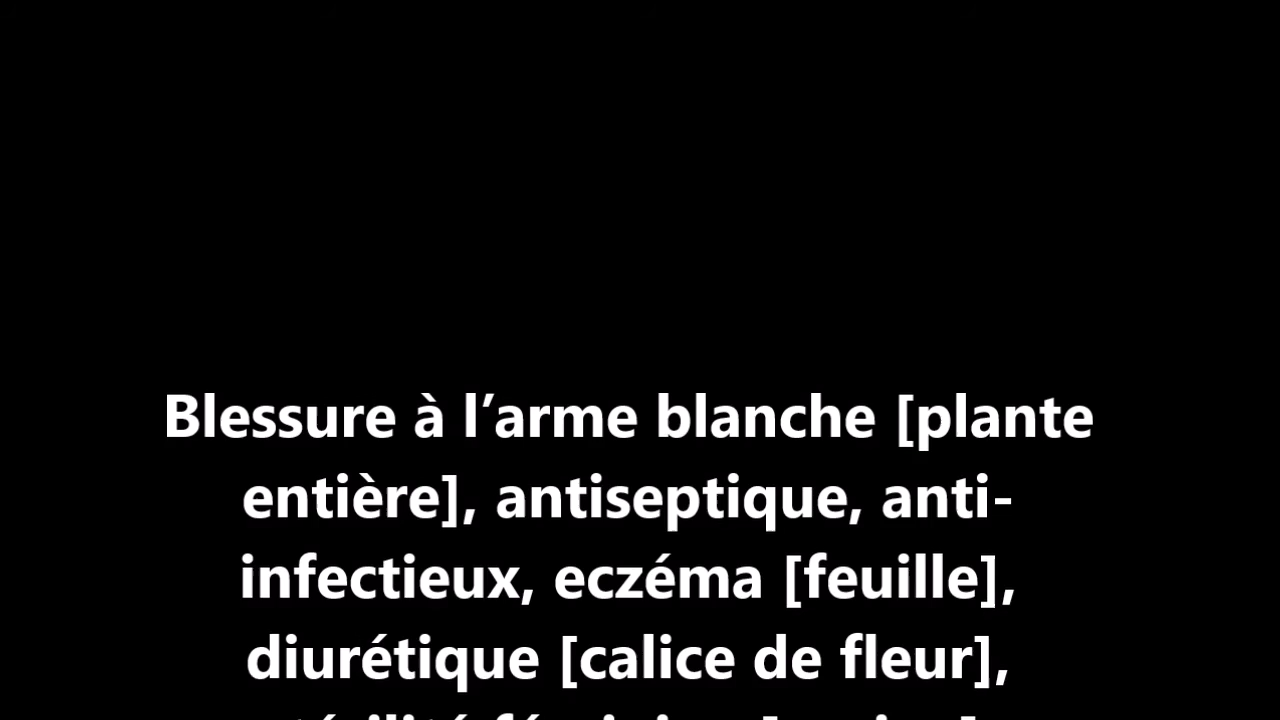 Blessure à l’arme blanche [plante
entière], antiseptique, anti-
infectieux, eczéma [feuille],
diurétique [calice de fleur],